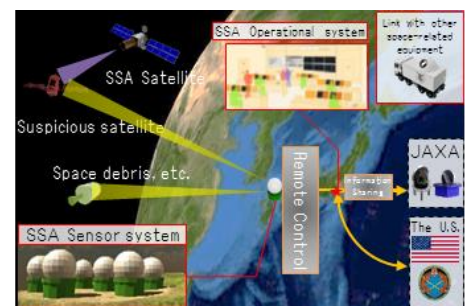 SSA Operational system
Link with other
space-related
equipment
SSA Satellite
Suspicious satellite
Space debris, etc.
Remote Control
Information
Sharing
JAXA
SSA Sensor system
The U.S.